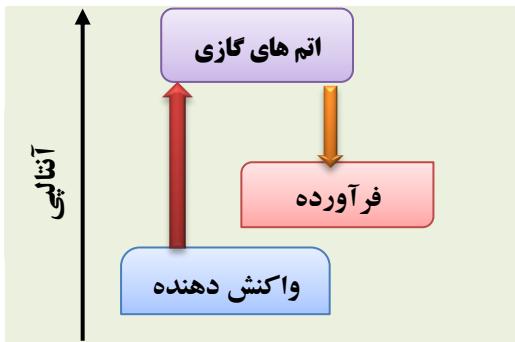 اتم های گازی
آنتالپی
فرآورده
واکنش دهنده